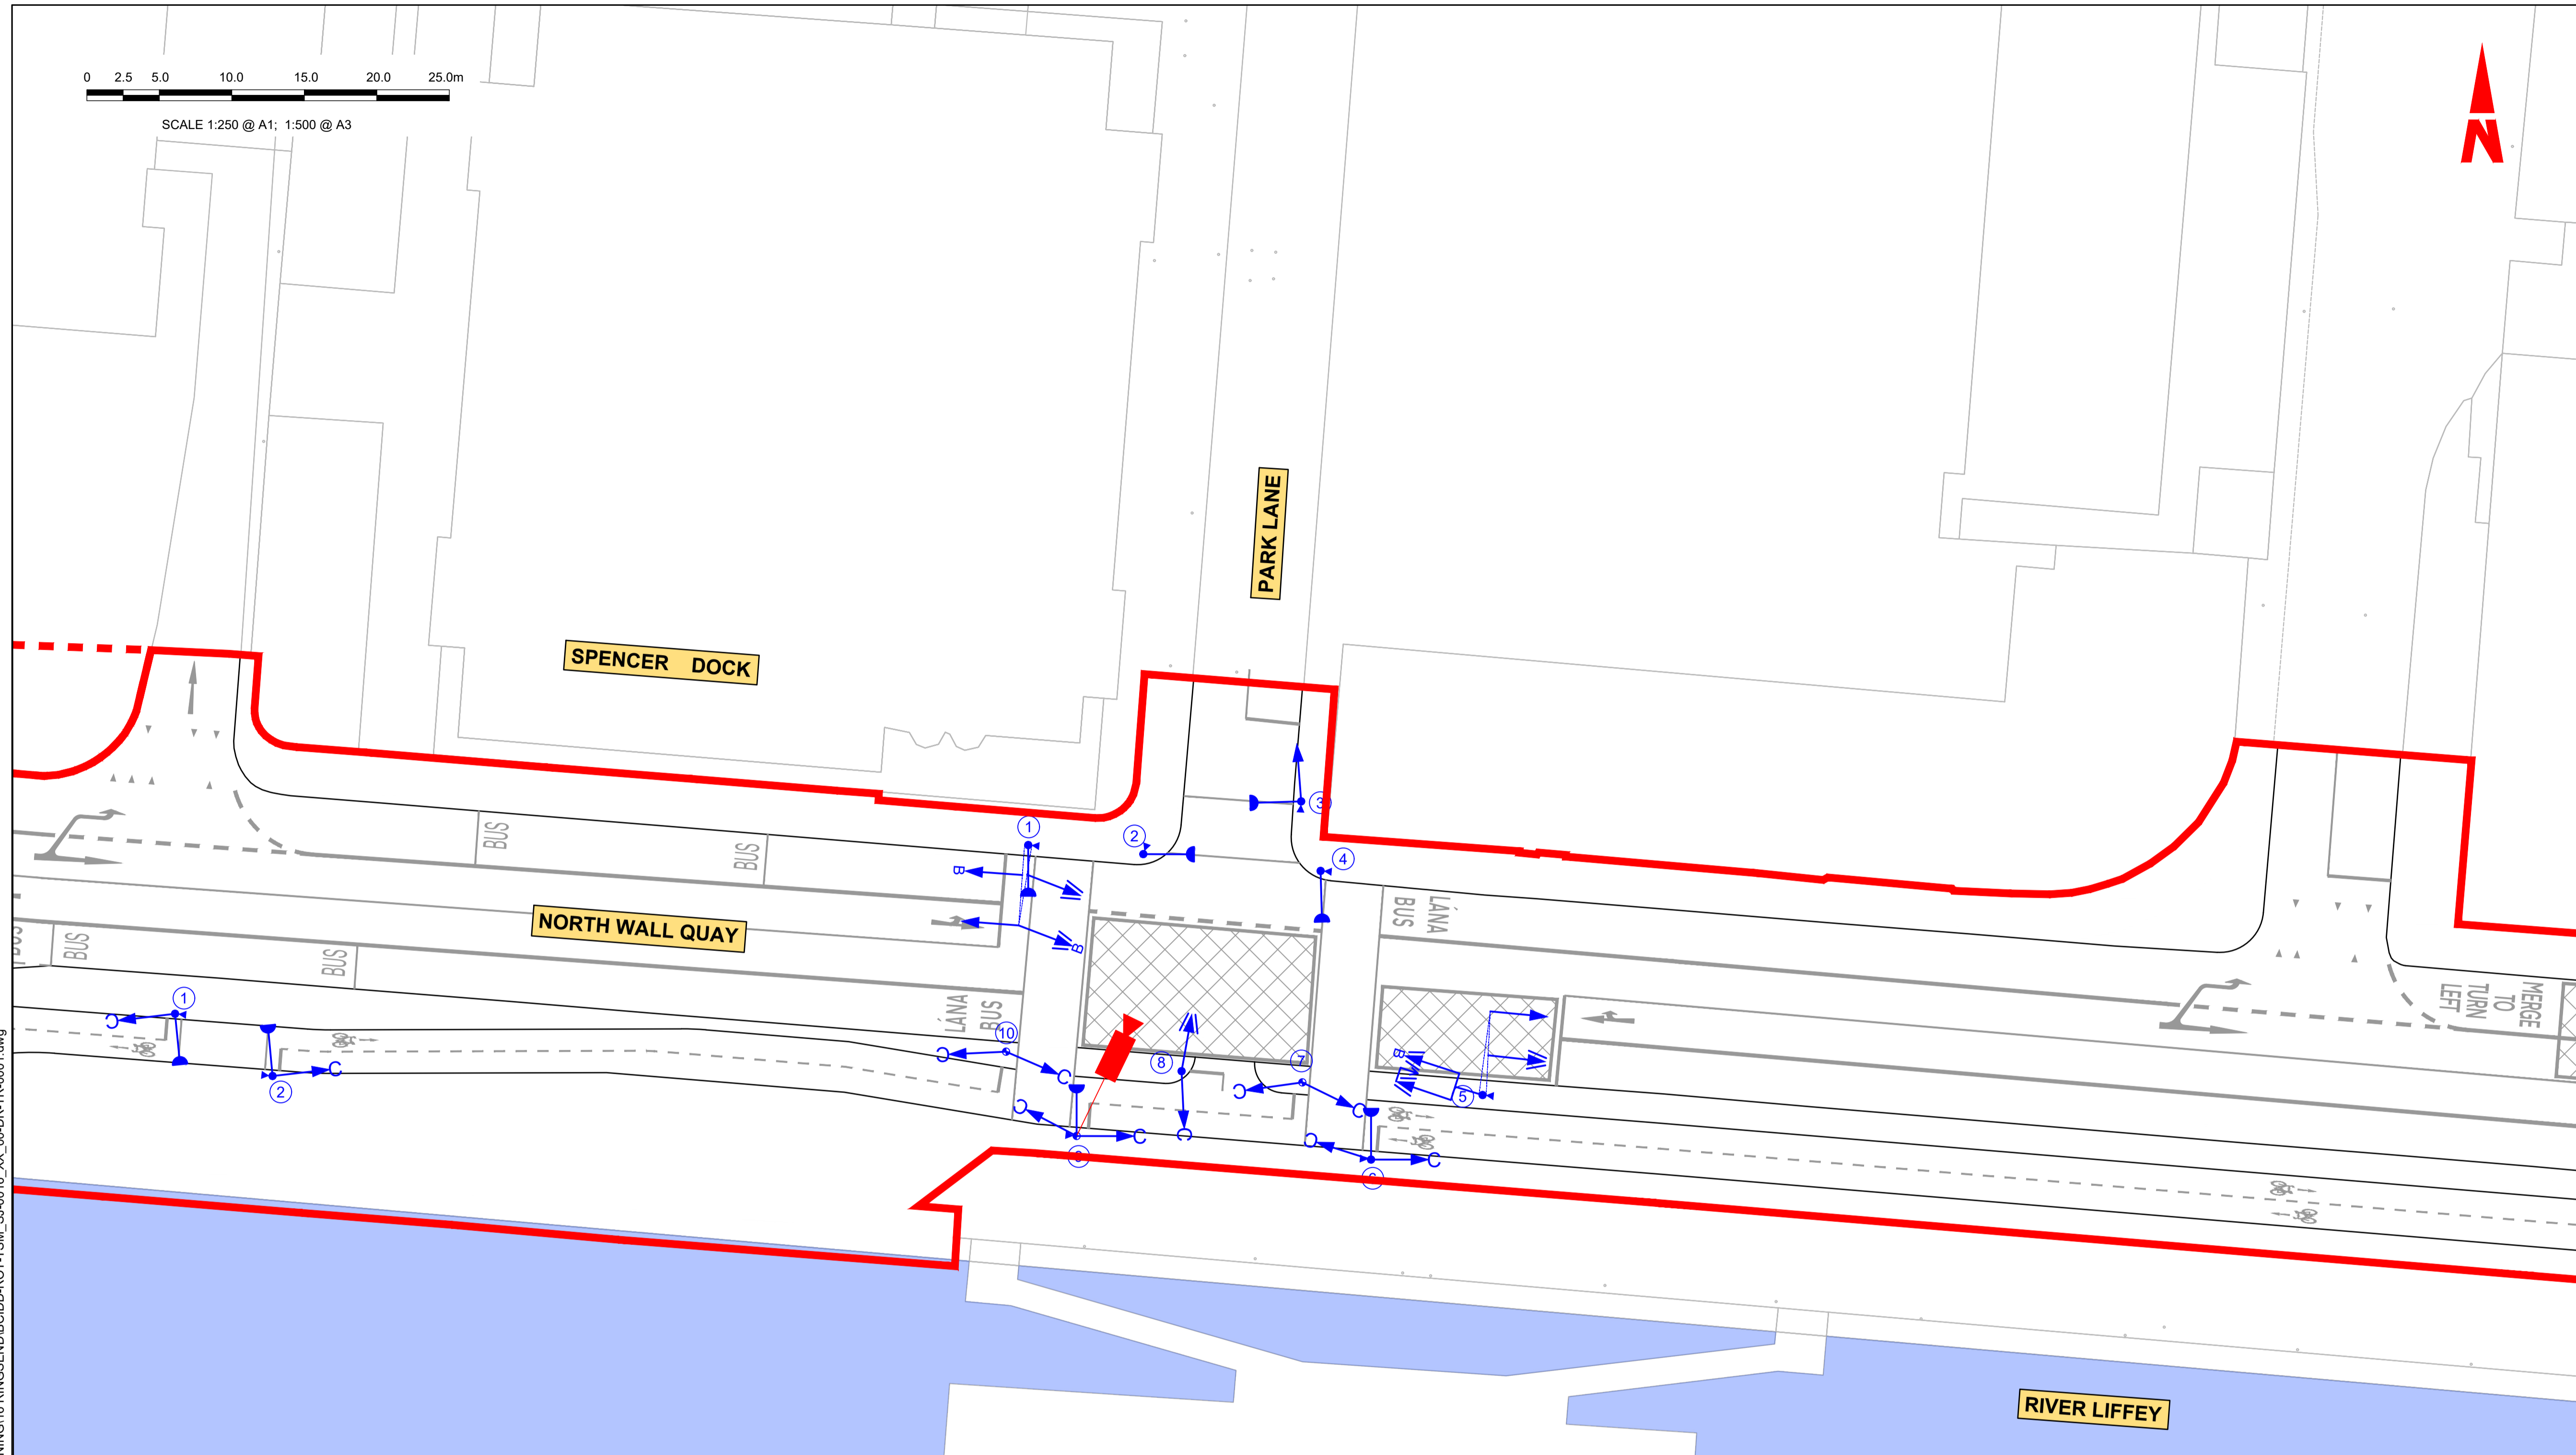 0 2.5 5.0 10.0 15.0 20.0 25.0m
SCALE 1:250 @ A1; 1:500 @ A3
N
PARK LANE
SPENCER DOCK
NORTH WALL QUAY
RIVER LIFFEY
BUS
BUS
BUS
BUS
LÁNA
BUS
LÁNA
BUS
MERGE
TO
TURN
LEFT
1
2
3
4
5
7
8
10
1
2
B
B
B
C
C
C
C
C
C
C
C
C
C
C